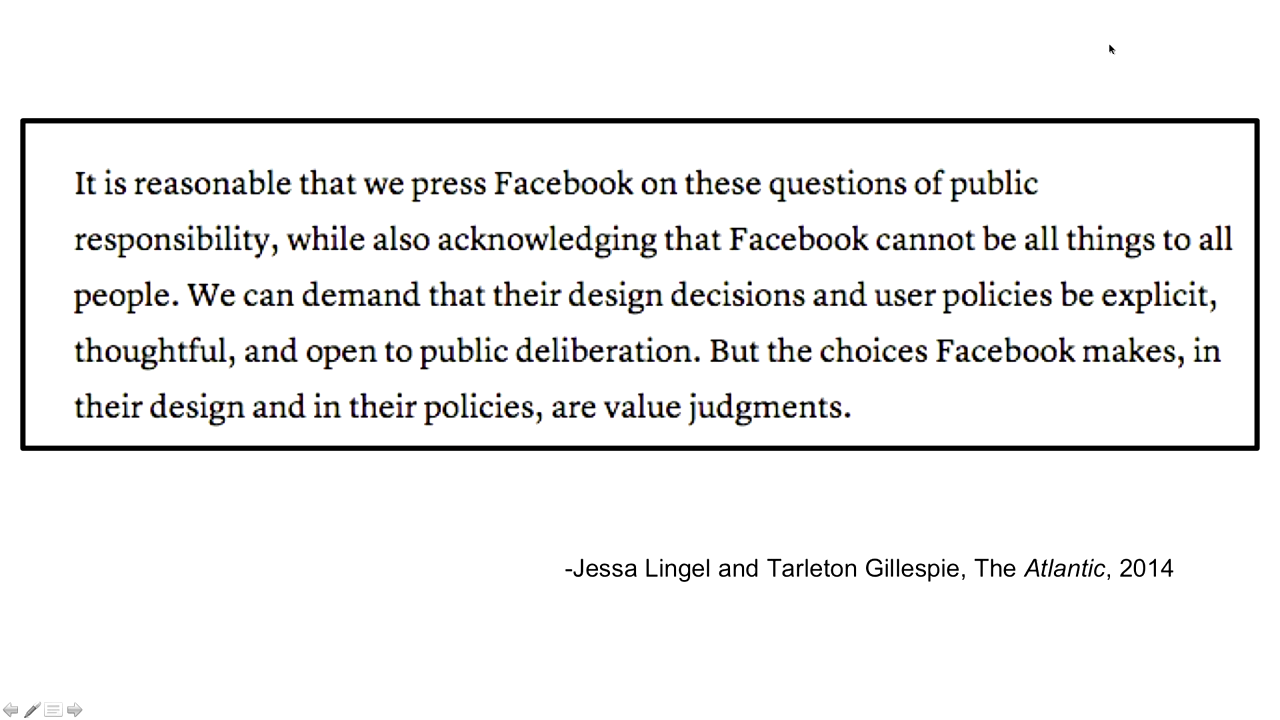 It is reasonable that we press Facebook on these questions of public
responsibility, while also acknowledging that Facebook cannot be all things to all
people. We can demand that their design decisions and user policies be explicit,
thoughtful, and open to public deliberation. But the choices Facebook makes, in
their design and in their policies, are value judgments.
-Jessa Lingel and Tarleton Gillespie, The Atlantic, 2014